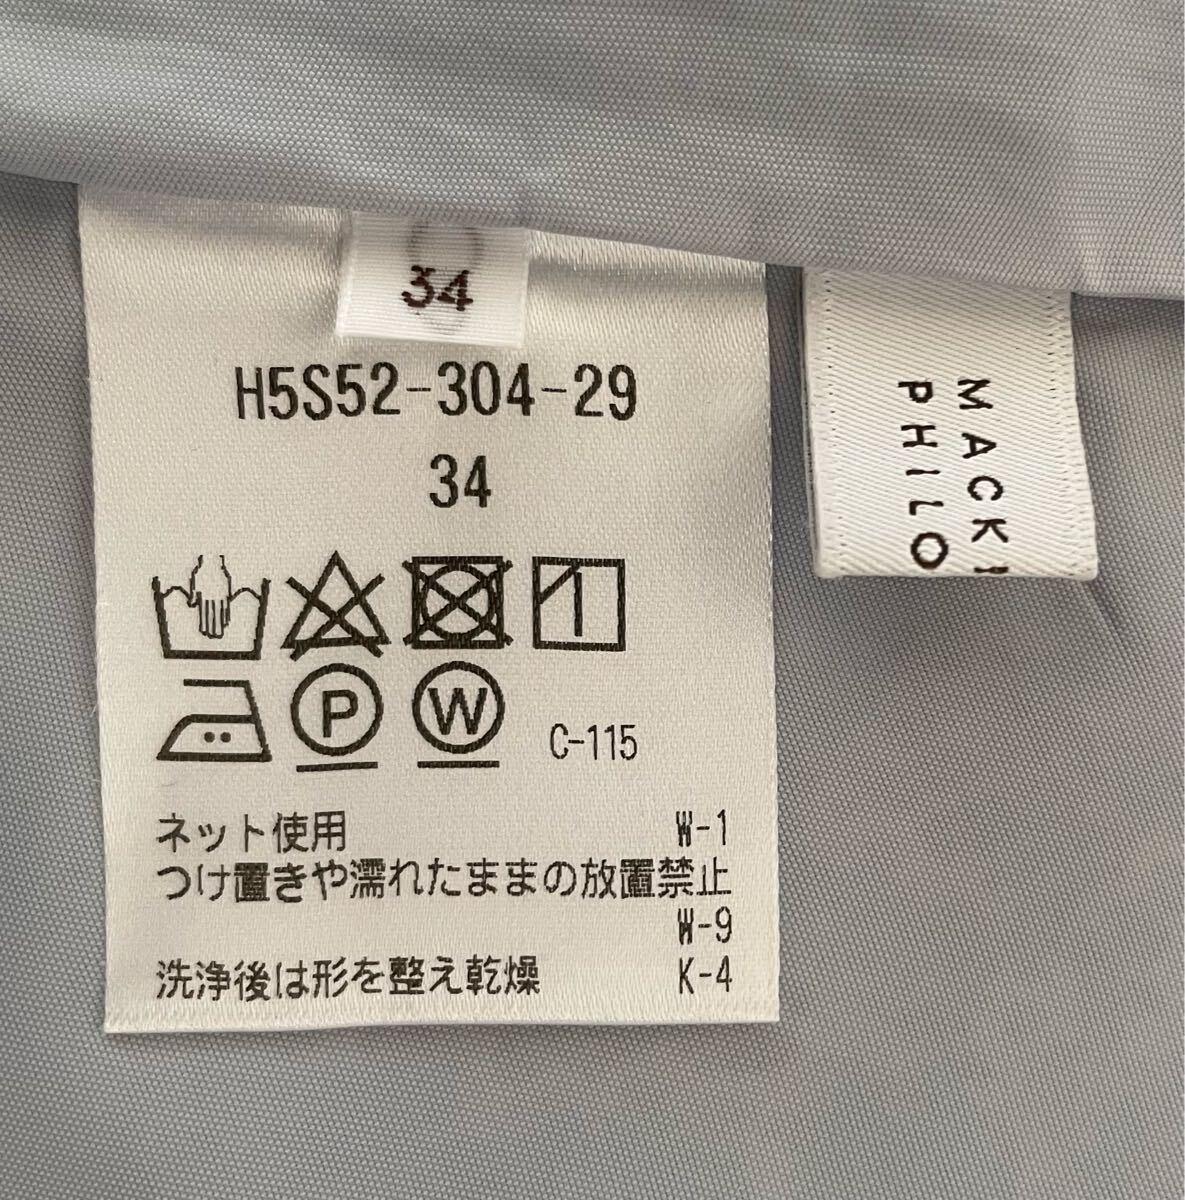 34
H5S52-304-29
34
P W C-115
ネット使用 W-1
つけ置きや濡れたままの放置禁止
W-9
洗浄後は形を整え乾燥 K-4
MACK
PHILO